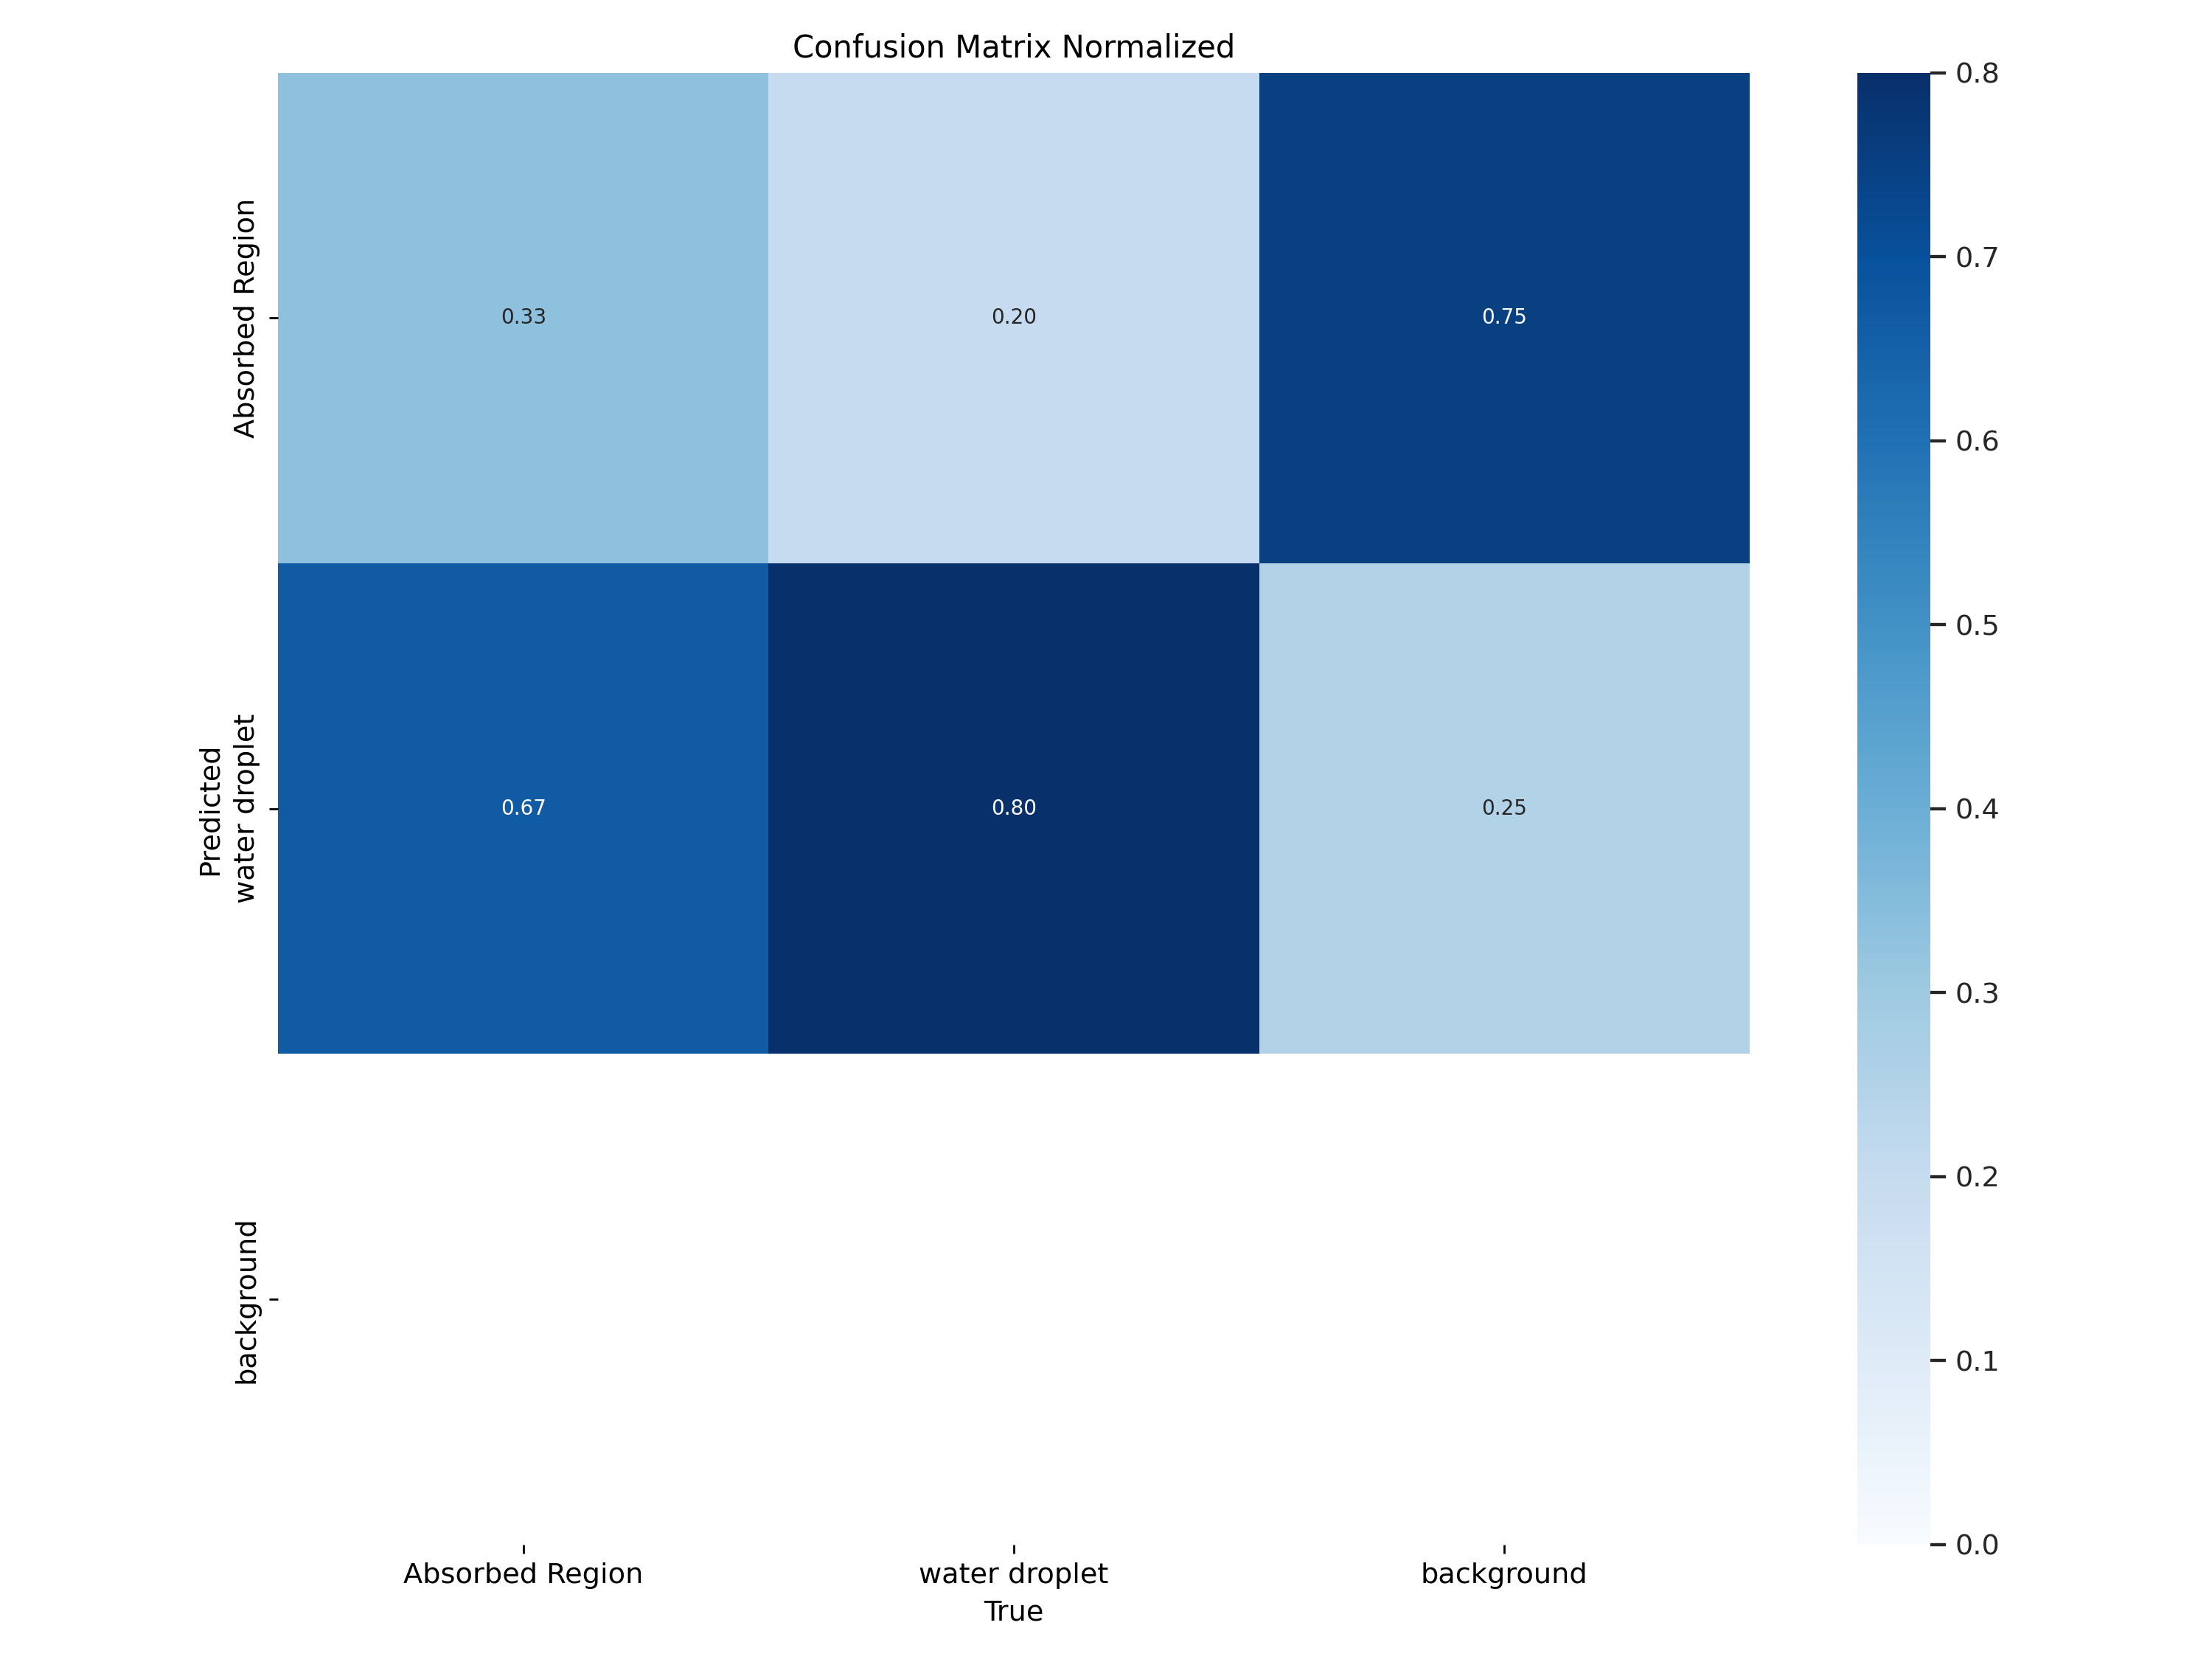 Confusion Matrix Normalized
Absorbed Region
0.33
0.20
0.75
Predicted
water droplet
0.67
0.80
0.25
background
Absorbed Region
water droplet
background
True
0.8
0.7
0.6
0.5
0.4
0.3
0.2
0.1
0.0